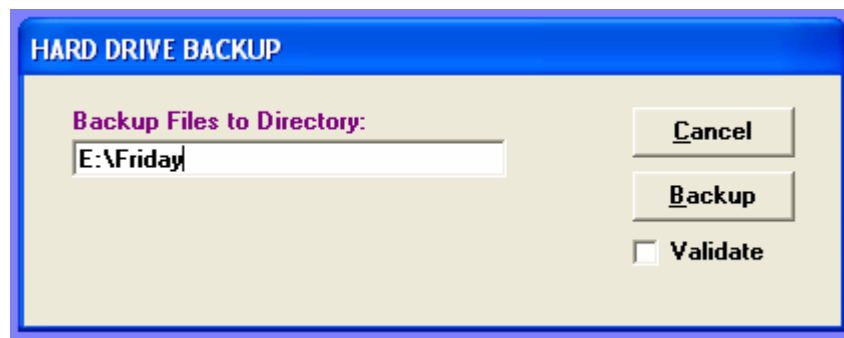 HARD DRIVE BACKUP
Backup Files to Directory:
E:\Friday
Cancel
Backup
Validate